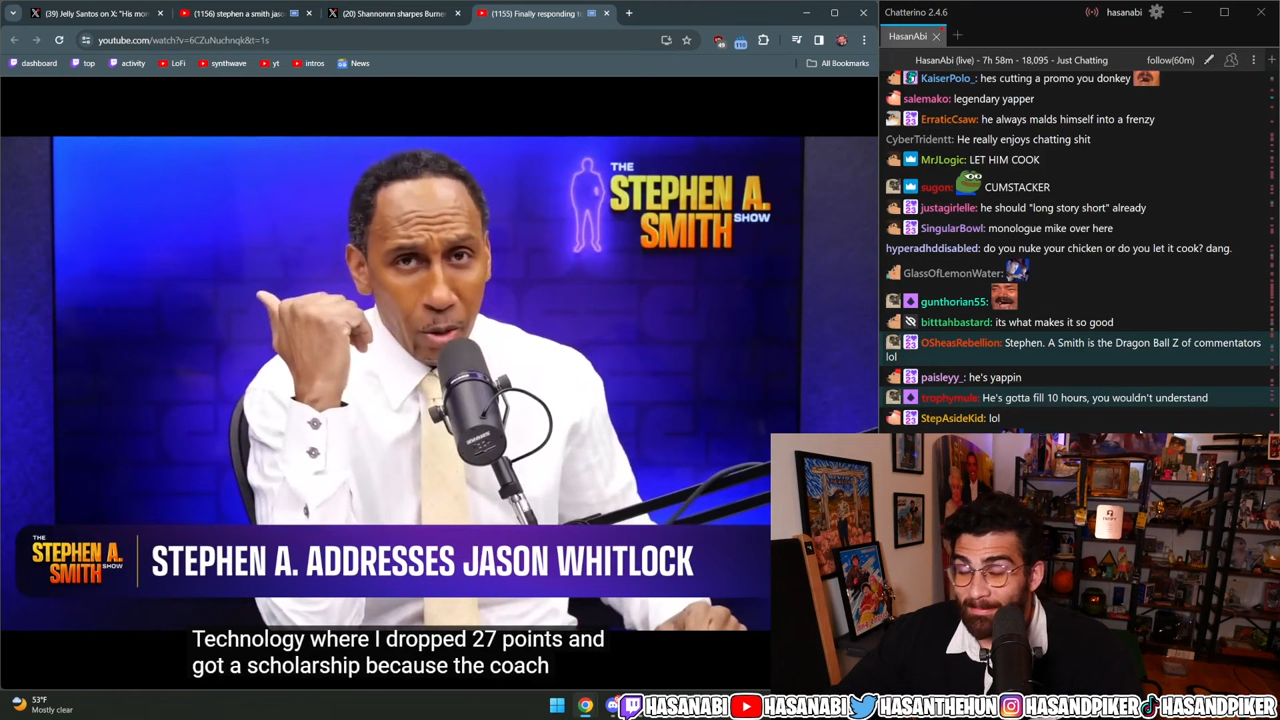 (39) Jelly Santos on X: "His mo
(1156) stephen a smith jaso
(20) Shannonnn sharpes Burner
(1155) Finally responding t
youtube.com/watch?v=6CZuNuchnqk&t=1s
49
110
dashboard
top
activity
LoFi
synthwave
yt
intros
News
All Bookmarks
THE
STEPHEN A.
SMITH
SHOW
THE
STEPHEN A.
SMITH
SHOW
STEPHEN A. ADDRESSES JASON WHITLOCK
Technology where I dropped 27 points and
got a scholarship because the coach
Chatterino 2.4.6
hasanabi
HasanAbi
HasanAbi (live) - 7h 58m - 18,095 - Just Chatting
follow(60m)
KaiserPolo_: hes cutting a promo you donkey
salemako: legendary yapper
ErraticCsaw: he always malds himself into a frenzy
CyberTridentt: He really enjoys chatting shit
MrJLogic: LET HIM COOK
sugon: CUMSTACKER
justagirlelle: he should "long story short" already
SingularBowl: monologue mike over here
hyperadhddisabled: do you nuke your chicken or do you let it cook? dang.
GlassOfLemonWater:
gunthorian55:
bitttahbastard: its what makes it so good
OSheasRebellion: Stephen. A Smith is the Dragon Ball Z of commentators
lol
paisleyy_: he's yappin
trophymule: He's gotta fill 10 hours, you wouldn't understand
StepAsideKid: lol
53°F
Mostly clear
HASANABI
HASANABI
HASANTHEHUN
HASANDPIKER
HASANDPIKER